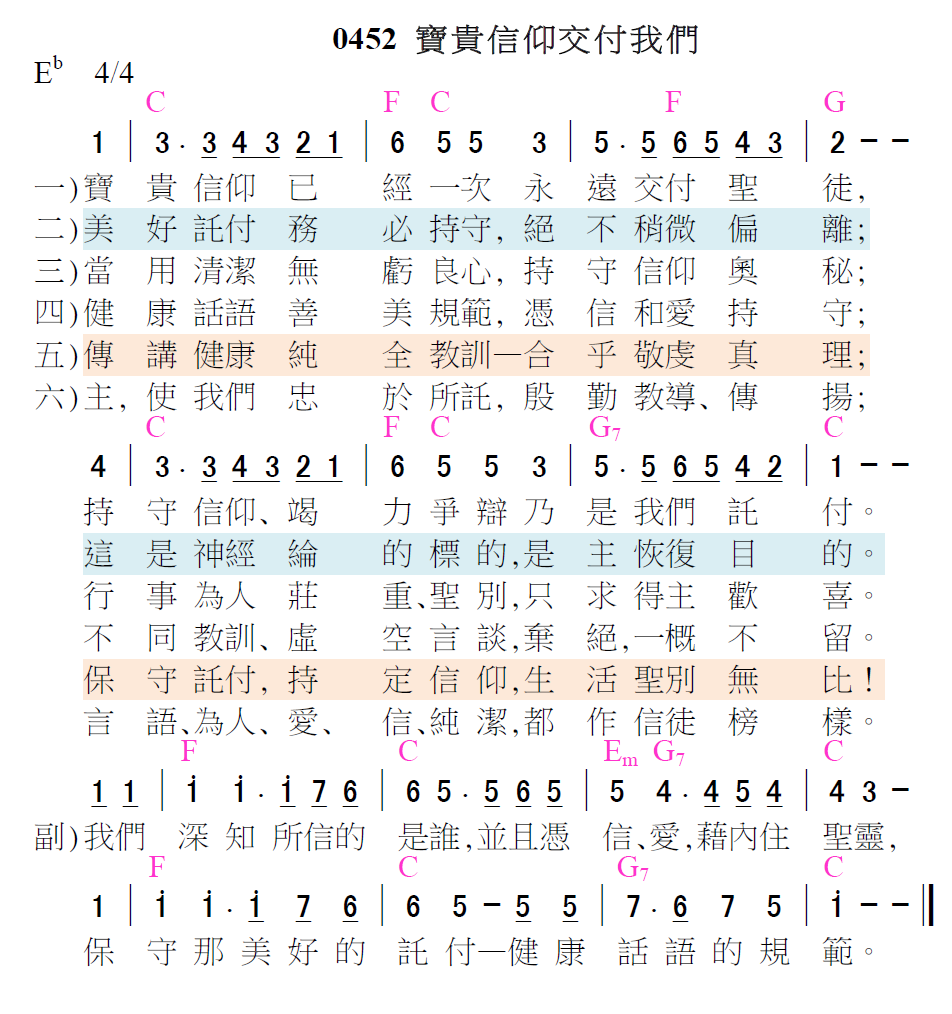 0452 寶貴信仰交付我們
E♭ 4/4
C F C F G
1 | 3 · 3 4 3 2 1 | 6 5 5 3 | 5 · 5 6 5 4 3 | 2 － －
一)寶 貴 信仰 已 經 一次 永 遠 交付 聖 徒,
二)美 好 託付 務 必 持守, 絕 不 稍微 偏 離;
三)當 用 清潔 無 虧 良心, 持 守 信仰 奧 秘;
四)健 康 話語 善 美 規範, 憑 信 和愛 持 守;
五)傳 講 健康 純 全 教訓—合 乎 敬虔 真 理;
六)主, 使 我們 忠 於 所託, 殷 勤 教導、傳 揚;
C F C G7 C
4 | 3 · 3 4 3 2 1 | 6 5 5 3 | 5 · 5 6 5 4 2 | 1 － －
持 守 信仰、竭 力 爭 辯 乃 是 我們 託 付。
這 是 神經 綸 的 標 的,是 主 恢復 目 的。
行 事 為人 莊 重、聖 別,只 求 得主 歡 喜。
不 同 教訓、虛 空 言 談,棄 絕,一概 不 留。
保 守 託付, 持 定 信 仰,生 活 聖別 無 比！
言 語、為人、愛、 信、純 潔,都 作 信徒 榜 樣。
F C Em G7 C
1 1 | i i · i 7 6 | 6 5 · 5 6 5 | 5 4 · 4 5 4 | 4 3 －
副)我們 深 知 所信的 是誰,並且憑 信、愛,藉內住 聖靈,
F C G7 C
1 | i i · i 7 6 | 6 5 － 5 5 | 7 · 6 7 5 | i － － ‖
保 守 那 美 好 的 託 付—健 康 話 語 的 規 範。